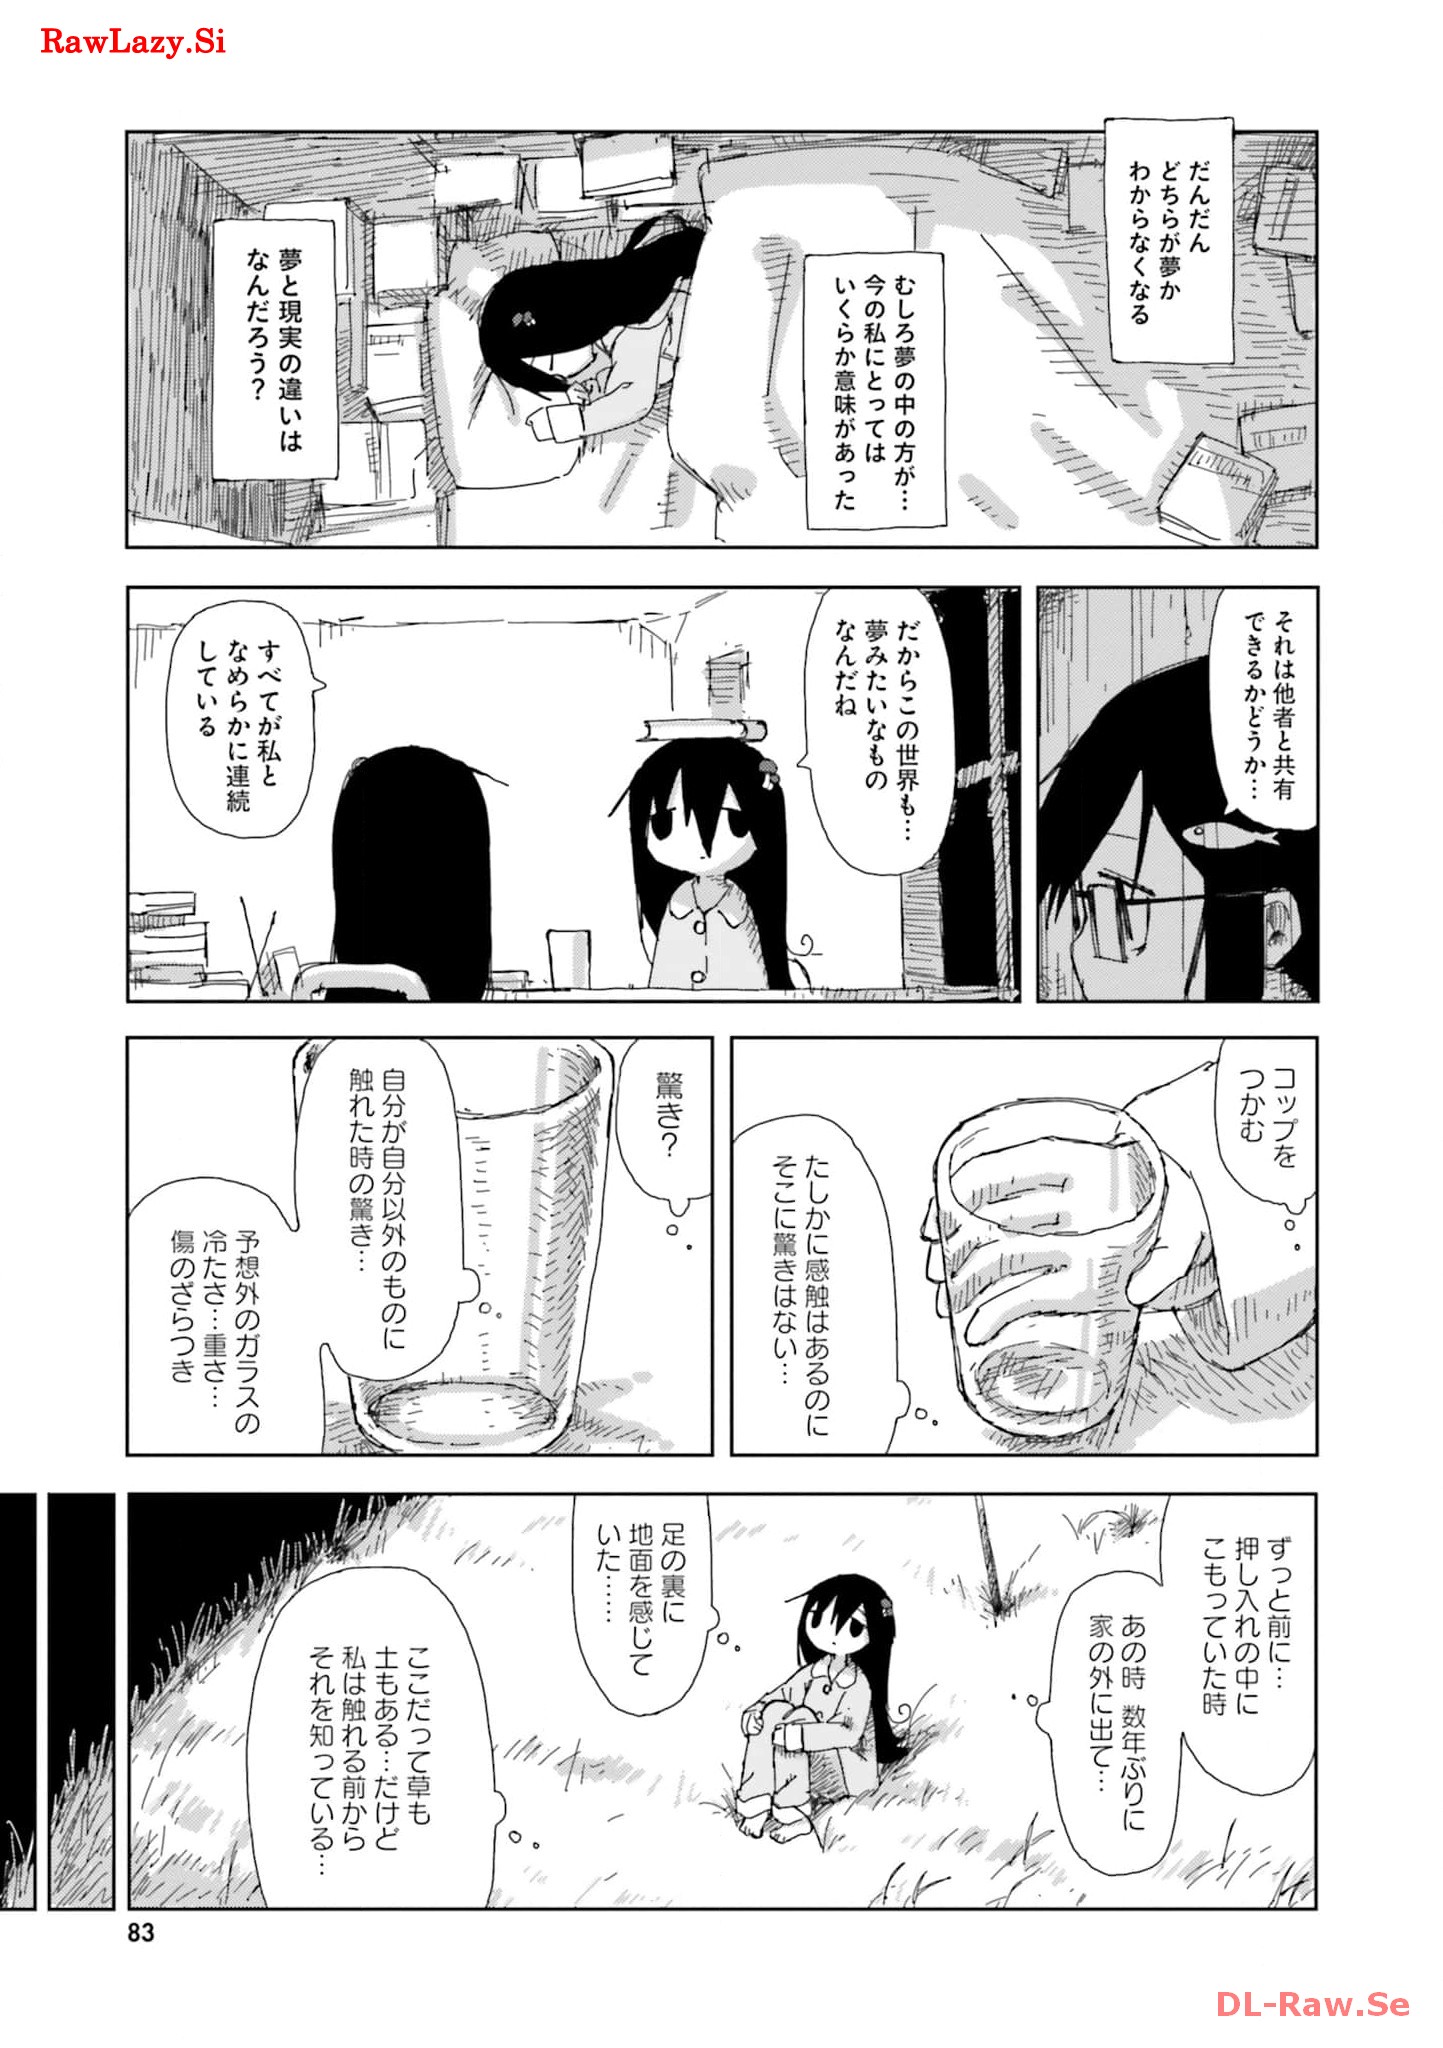 RawLazy.Si
だんだん
どちらが夢か
わからなくなる
むしろ夢の中の方が…
今の私にとっては
いくらか意味があった
夢と現実の違いは
なんだろう？
それは他者と共有
できるかどうか…
だからこの世界も…
夢みたいなもの
なんだだね
すべてが私と
なめらかに連続
している
コップを
つかむ
たしかに感触はあるのに
そこに驚きはない…
驚き？
自分が自分以外のものに
触れた時の驚き…
予想外のガラスの
冷たさ…重さ…
傷のざらつき
ずっと前に…
押し入れの中に
こもっていた時
あの時 数年ぶりに
家の外に出て…
足の裏に
地面を感じて
いた……
ここだって草も
土もある…だけど
私は触れる前から
それを知っている…
83
DL-Raw.Se